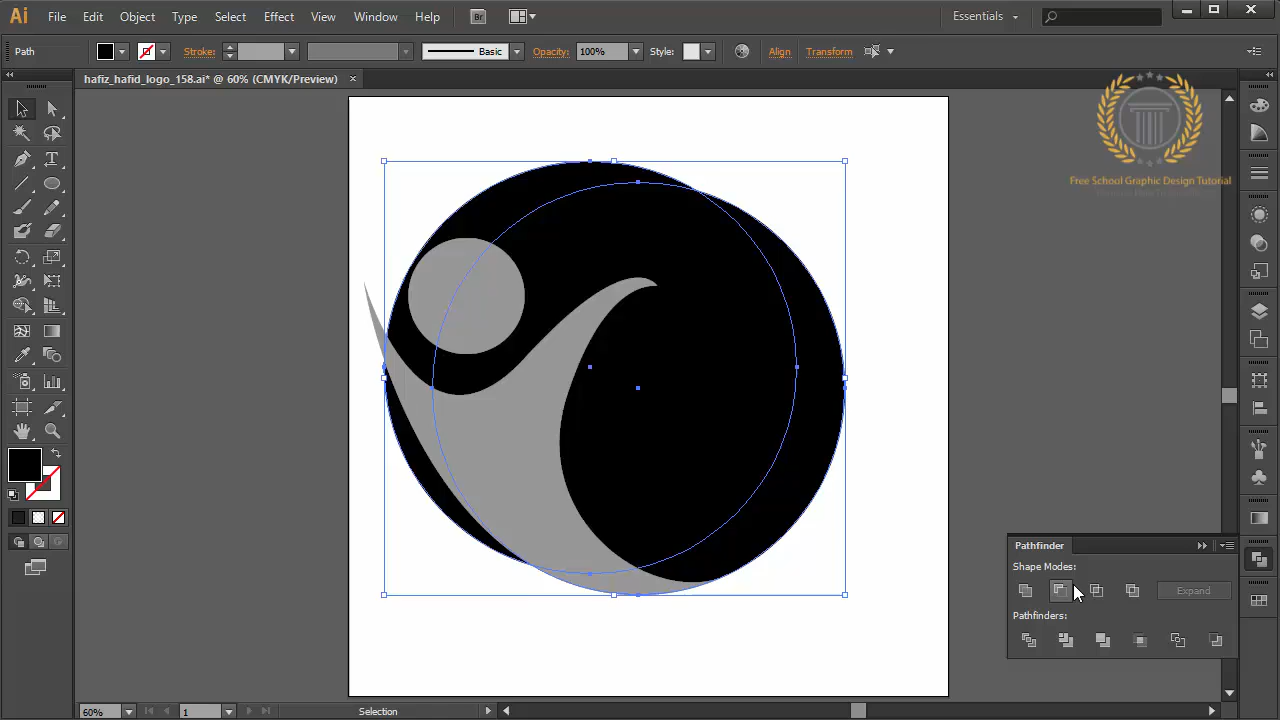 Ai File Edit Object Type Select Effect View Window Help Br Essentials
Path Stroke: Basic Opacity: 100% Style: Align Transform
hafiz_hafid_logo_158.ai* @ 60% (CMYK/Preview)
Free School Graphic Design Tutorial
Pathfinder
Shape Modes:
Expand
Pathfinders:
60% 1 Selection